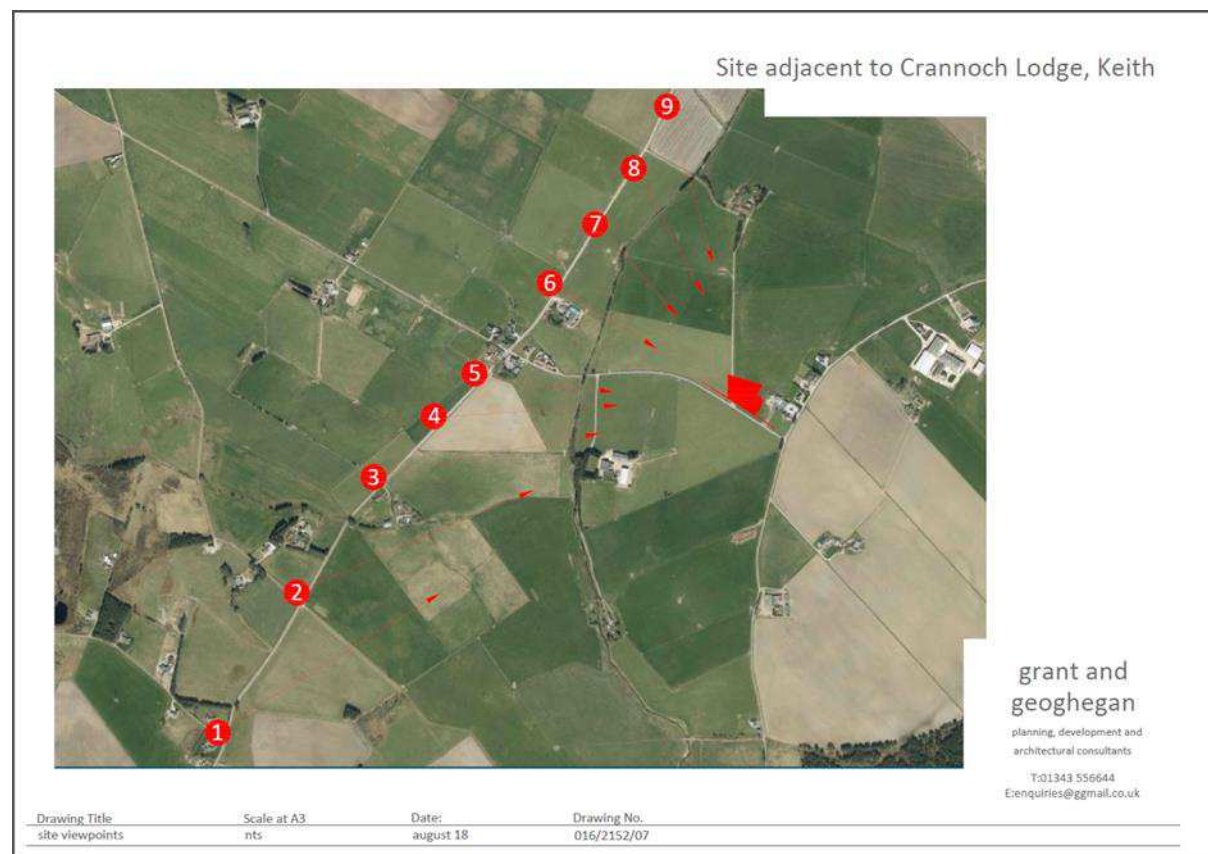 Site adjacent to Crannoch Lodge, Keith
9
8
7
6
5
4
3
2
1
grant and
geoghegan
planning, development and
architectural consultants
T:01343 556644
E:enquiries@ggmail.co.uk
Drawing Title Scale at A3 Date: Drawing No.
site viewpoints nts august 18 016/2152/07